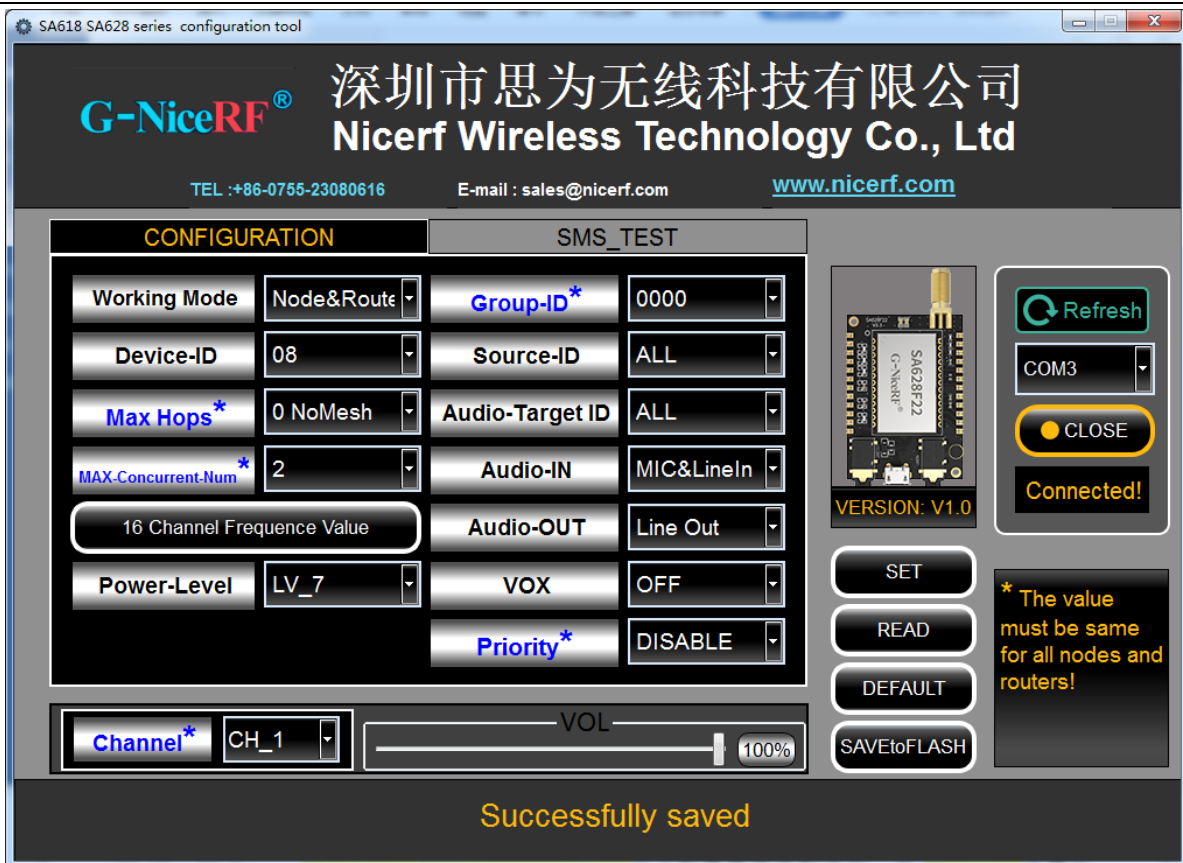 SA618 SA628 series configuration tool
G-NiceRF®
深圳市思为无线科技有限公司
Nicerf Wireless Technology Co., Ltd
TEL :+86-0755-23080616
E-mail : sales@nicerf.com
www.nicerf.com
CONFIGURATION
SMS_TEST
Working Mode
Node&Route
Group-ID*
0000
Device-ID
08
Source-ID
ALL
Max Hops*
0 NoMesh
Audio-Target ID
ALL
MAX-Concurrent-Num*
2
Audio-IN
MIC&LineIn
16 Channel Frequence Value
Audio-OUT
Line Out
Power-Level
LV_7
VOX
OFF
Priority*
DISABLE
Channel*
CH_1
VOL
100%
SA628F22
G-NiceRF®
VERSION: V1.0
SET
READ
DEFAULT
SAVEtoFLASH
Refresh
COM3
CLOSE
Connected!
* The value
must be same
for all nodes and
routers!
Successfully saved